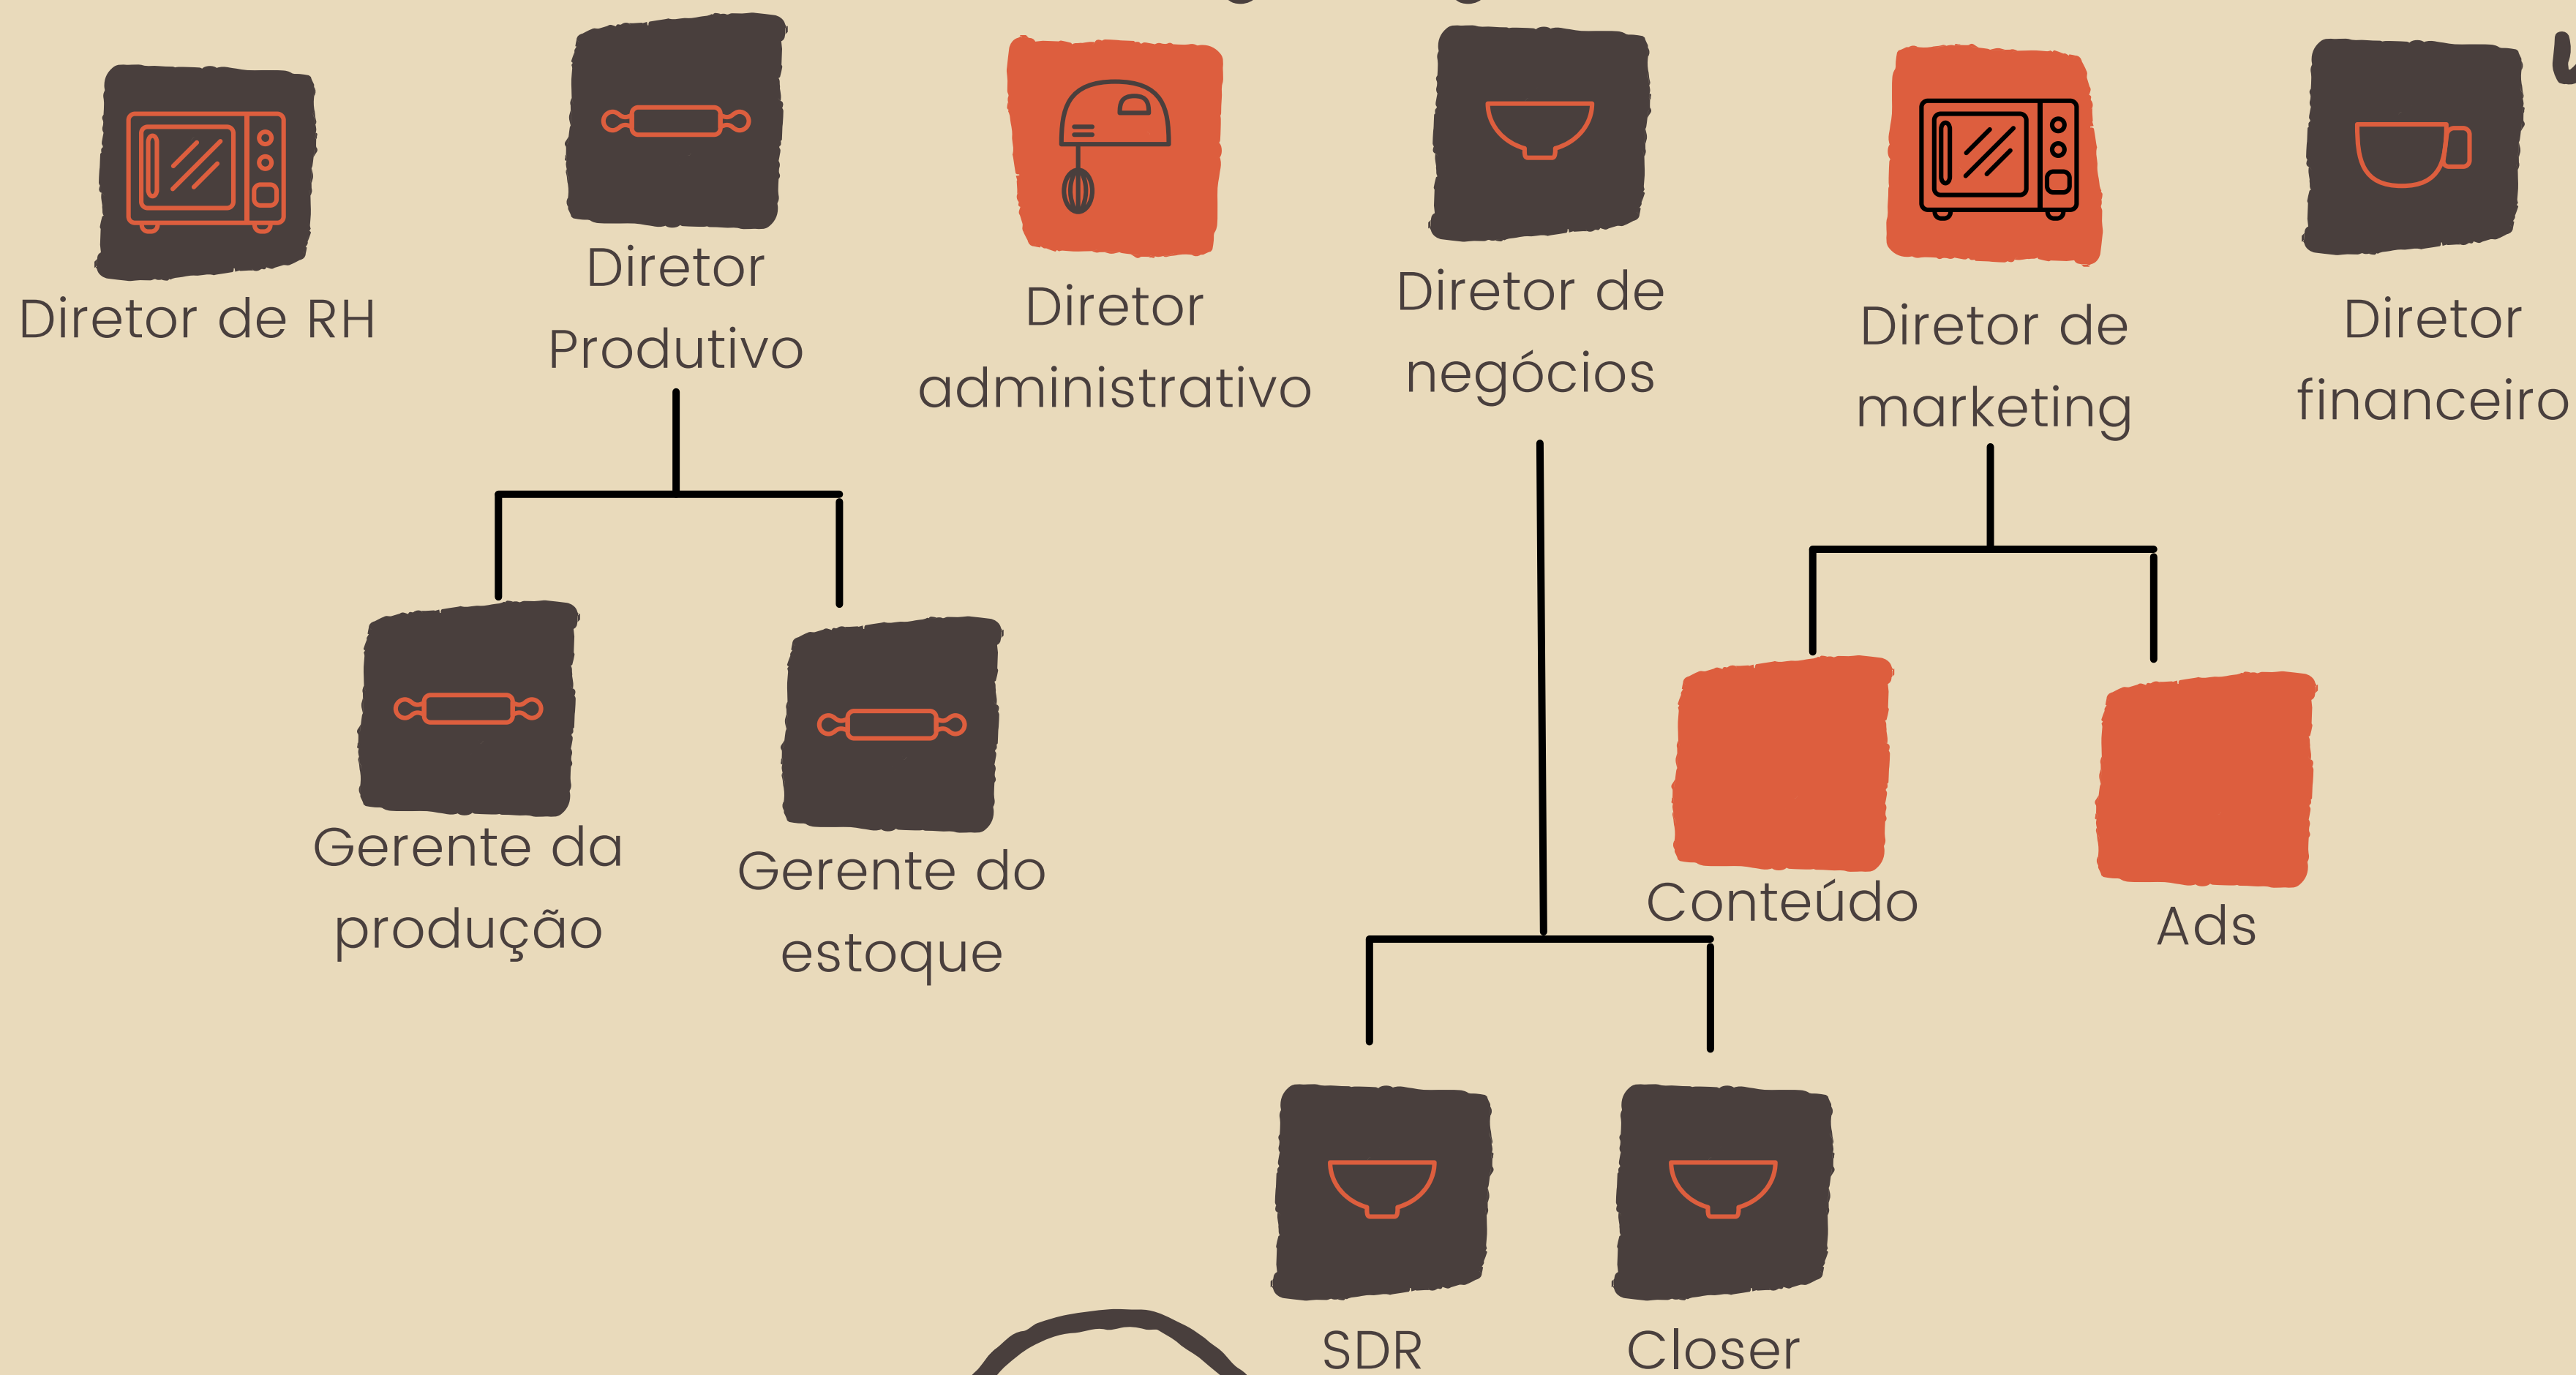 Diretor de RH
Diretor
Produtivo
Diretor
administrativo
Diretor de
negócios
Diretor de
marketing
Diretor
financeiro
Gerente da
produção
Gerente do
estoque
Conteúdo
Ads
SDR
Closer